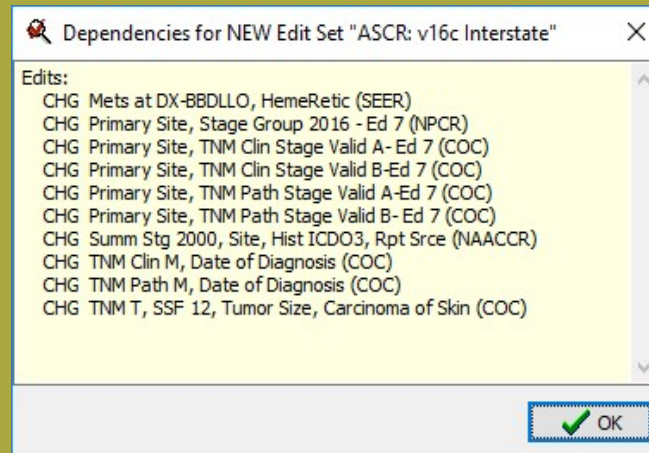 Dependencies for NEW Edit Set "ASCR: v16c Interstate"
Edits:
CHG Mets at DX-BBDLLO, HemeRetic (SEER)
CHG Primary Site, Stage Group 2016 - Ed 7 (NPCR)
CHG Primary Site, TNM Clin Stage Valid A- Ed 7 (COC)
CHG Primary Site, TNM Clin Stage Valid B-Ed 7 (COC)
CHG Primary Site, TNM Path Stage Valid A-Ed 7 (COC)
CHG Primary Site, TNM Path Stage Valid B- Ed 7 (COC)
CHG Summ Stg 2000, Site, Hist ICDO3, Rpt Srce (NAACCR)
CHG TNM Clin M, Date of Diagnosis (COC)
CHG TNM Path M, Date of Diagnosis (COC)
CHG TNM T, SSF 12, Tumor Size, Carcinoma of Skin (COC)
OK